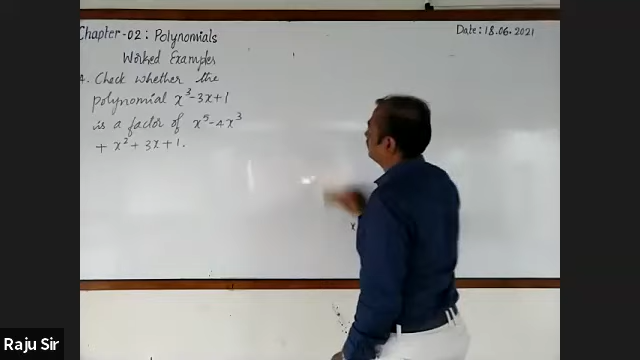 Chapter-02: Polynomials
Date: 18.06.2021
Worked Examples
4. Check whether the
polynomial x³-3x+1
is a factor of x⁵-4x³
+ x² + 3x + 1.
x
Raju Sir